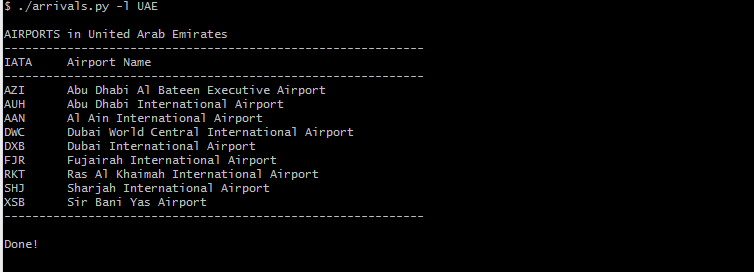 $ ./arrivals.py -l UAE
AIRPORTS in United Arab Emirates
------------------------------------------------------------
IATA     Airport Name
------------------------------------------------------------
AZI      Abu Dhabi Al Bateen Executive Airport
AUH      Abu Dhabi International Airport
AAN      Al Ain International Airport
DWC      Dubai World Central International Airport
DXB      Dubai International Airport
FJR      Fujairah International Airport
RKT      Ras Al Khaimah International Airport
SHJ      Sharjah International Airport
XSB      Sir Bani Yas Airport
------------------------------------------------------------
Done!